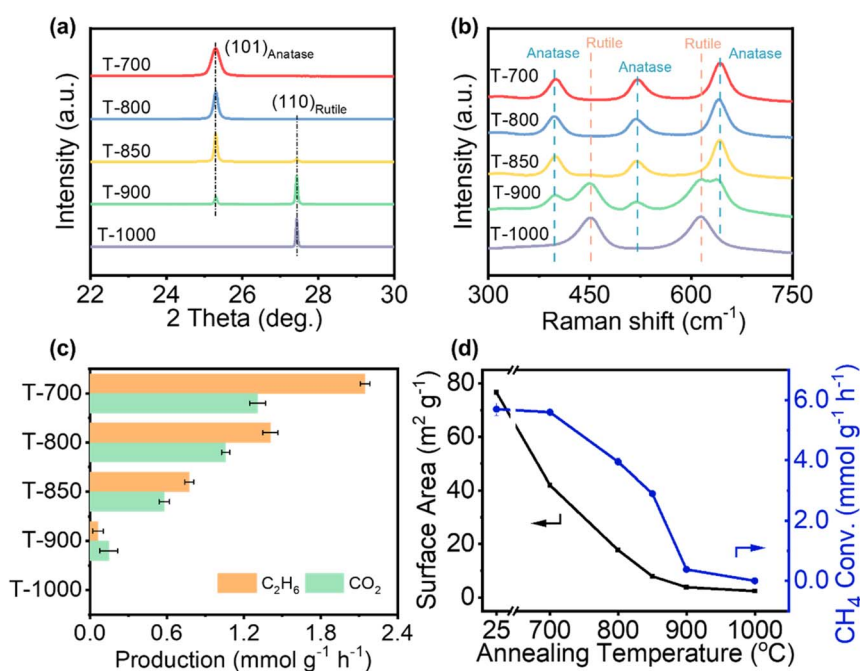 (a)
(101)Anatase
(110)Rutile
T-700
T-800
T-850
T-900
T-1000
Intensity (a.u.)
22 24 26 28 30
2 Theta (deg.)
(b)
Anatase Rutile Anatase Rutile Anatase
T-700
T-800
T-850
T-900
T-1000
Intensity (a.u.)
300 450 600 750
Raman shift (cm⁻¹)
(c)
T-700
T-800
T-850
T-900
T-1000
C₂H₆ CO₂
0.0 0.6 1.2 1.8 2.4
Production (mmol g⁻¹ h⁻¹)
(d)
80
60
40
20
0
Surface Area (m² g⁻¹)
6.0
4.0
2.0
0.0
CH₄ Conv. (mmol g⁻¹ h⁻¹)
25 700 800 900 1000
Annealing Temperature (°C)